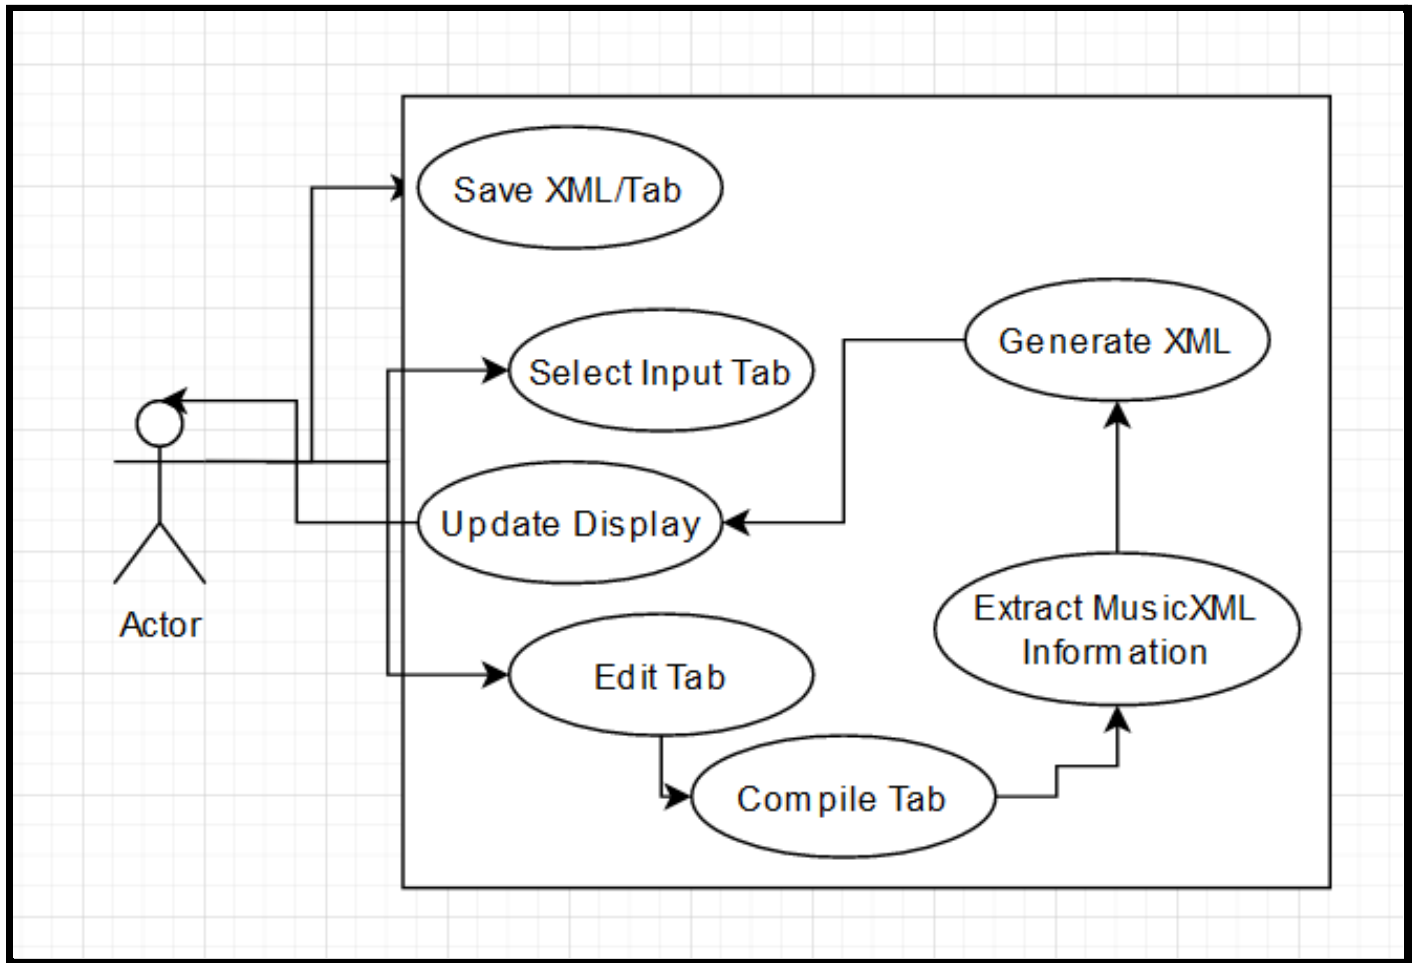 Save XML/Tab
Generate XML
Select Input Tab
Update Display
Actor
Extract MusicXML
Information
Edit Tab
Compile Tab